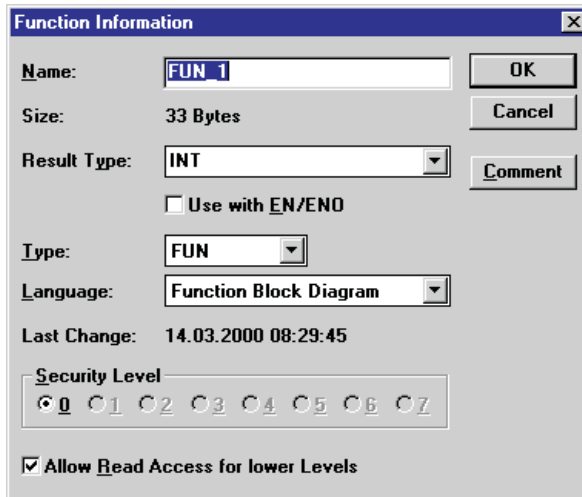 Function Information
Name: FUN_1 OK
Size: 33 Bytes Cancel
Result Type: INT Comment
Use with EN/ENO
Type: FUN
Language: Function Block Diagram
Last Change: 14.03.2000 08:29:45
Security Level
0 1 2 3 4 5 6 7
Allow Read Access for lower Levels